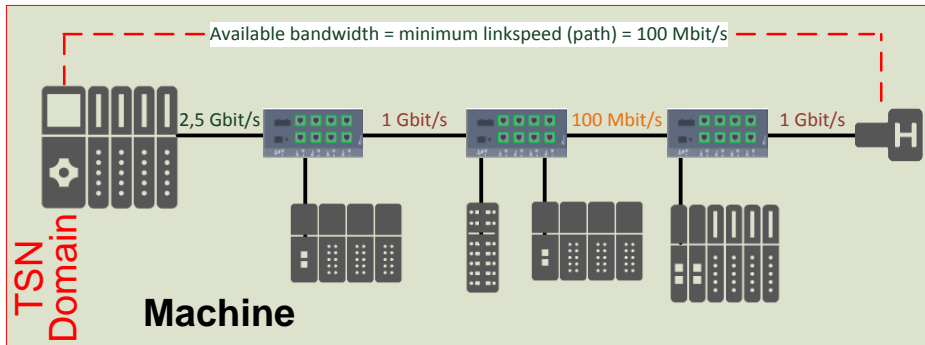 Available bandwidth = minimum linkspeed (path) = 100 Mbit/s
2,5 Gbit/s
1 Gbit/s
100 Mbit/s
1 Gbit/s
TSN
Domain
Machine